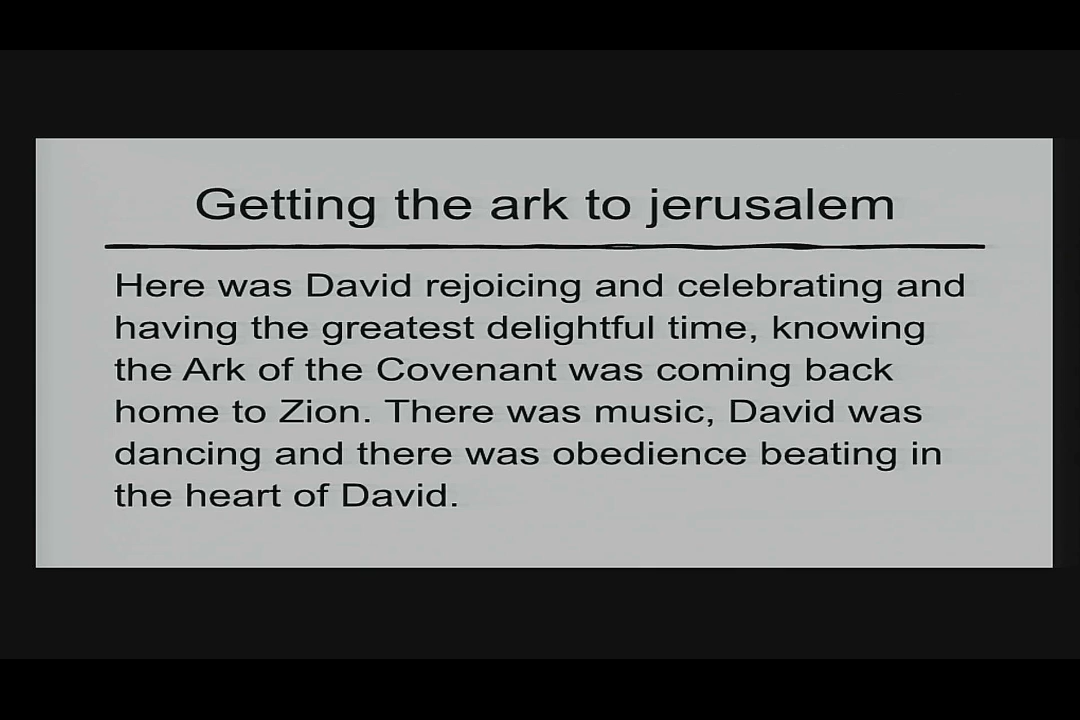 Getting the ark to jerusalem
Here was David rejoicing and celebrating and
having the greatest delightful time, knowing
the Ark of the Covenant was coming back
home to Zion. There was music, David was
dancing and there was obedience beating in
the heart of David.